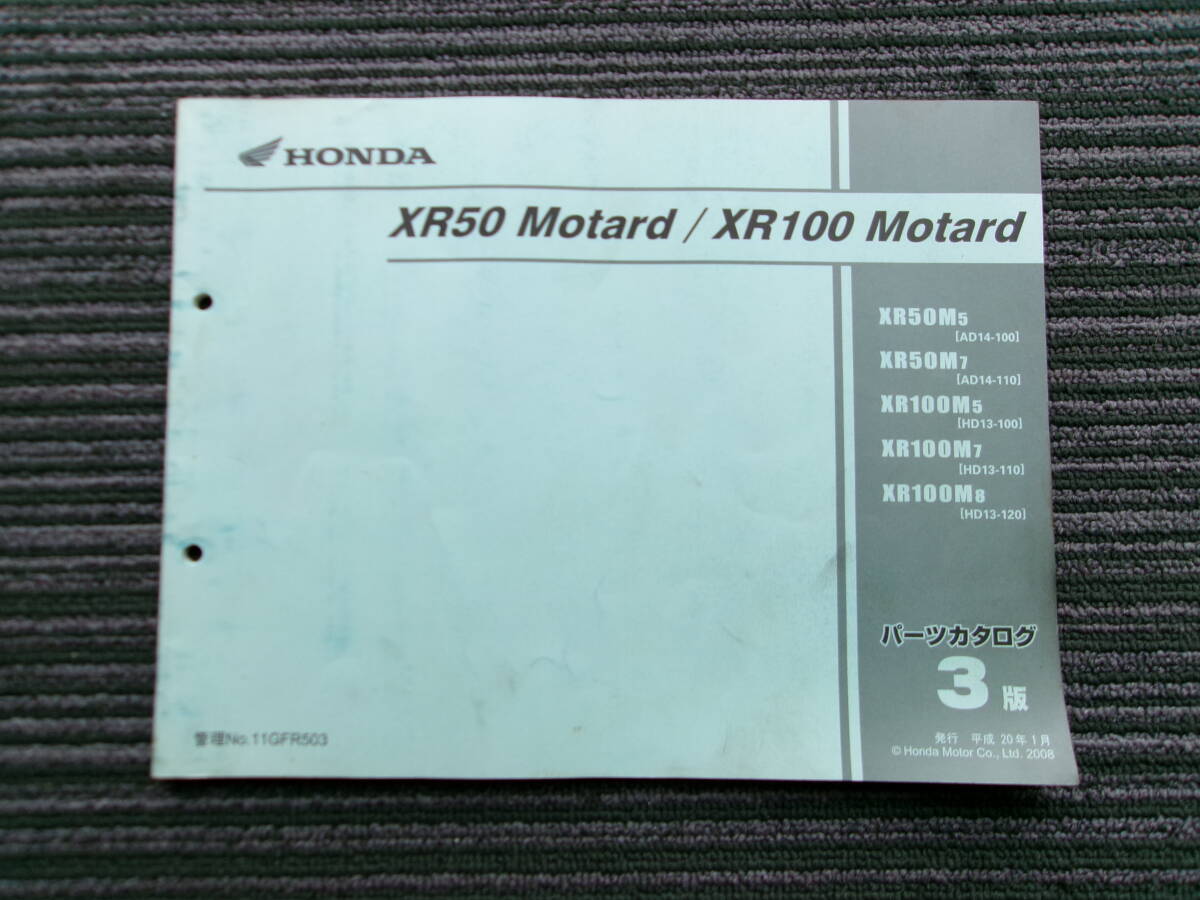 HONDA
XR50 Motard / XR100 Motard
XR50M5
[AD14-100]
XR50M7
[AD14-110]
XR100M5
[HD13-100]
XR100M7
[HD13-110]
XR100M8
[HD13-120]
パーツカタログ
3版
管理No.11GFR503
発行 平成 20年1月
© Honda Motor Co., Ltd. 2008